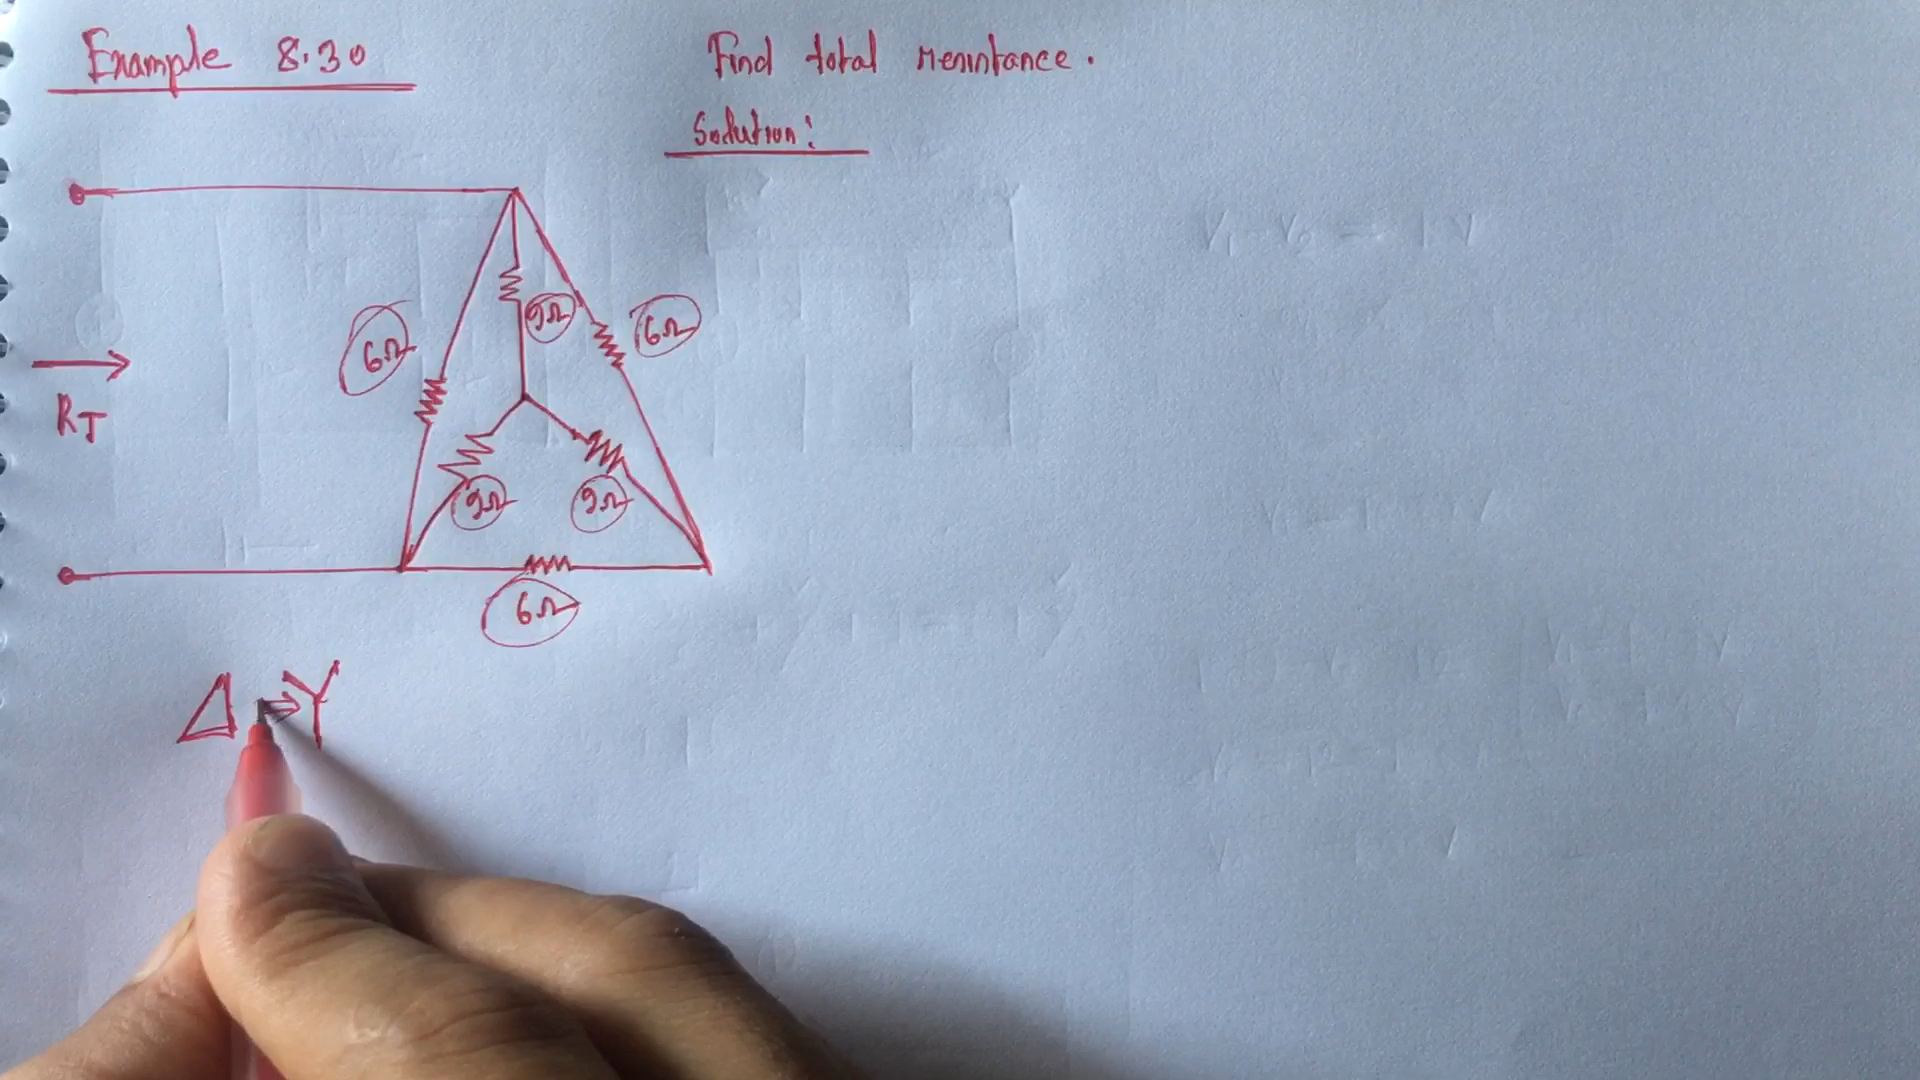 Example 8.30
Find total resistance.
Solution:
6Ω
9Ω
6Ω
RT
9Ω
9Ω
6Ω
Δ ⇒ Y